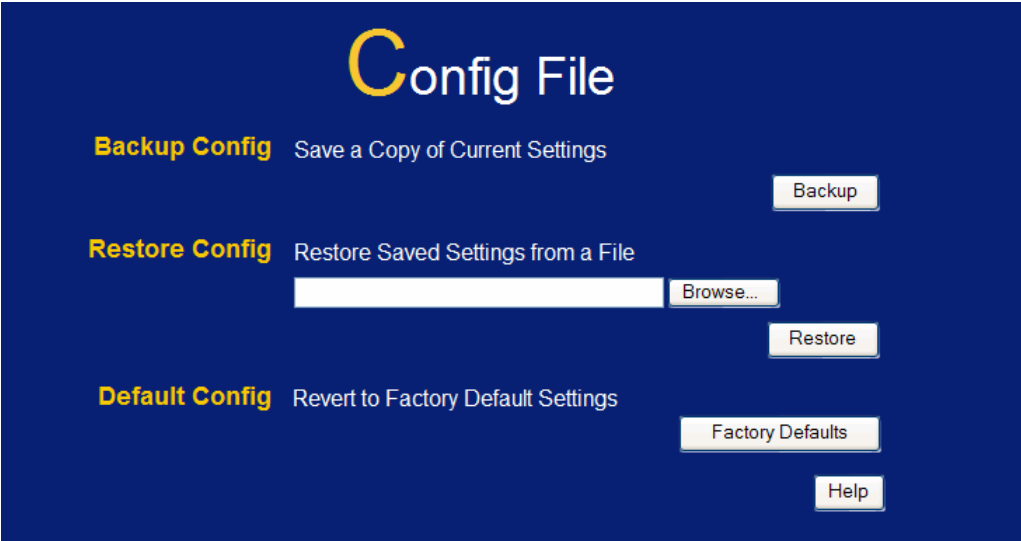 Config File
Backup Config Save a Copy of Current Settings
Backup
Restore Config Restore Saved Settings from a File
Browse...
Restore
Default Config Revert to Factory Default Settings
Factory Defaults
Help